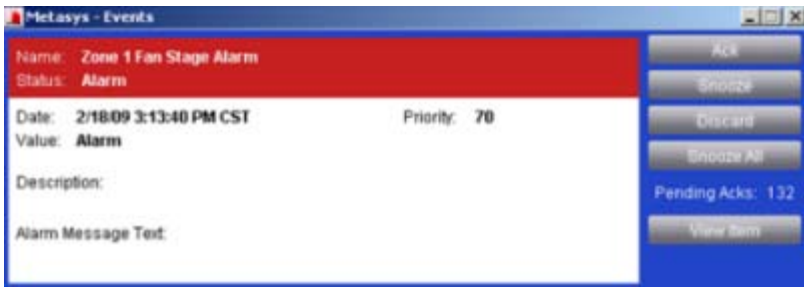 Metasys - Events
Name: Zone 1 Fan Stage Alarm
Status: Alarm
Date: 2/18/09 3:13:40 PM CST Priority: 70
Value: Alarm
Description:
Alarm Message Text:
Ack
Snooze
Discard
Snooze All
Pending Acks: 132
View Item